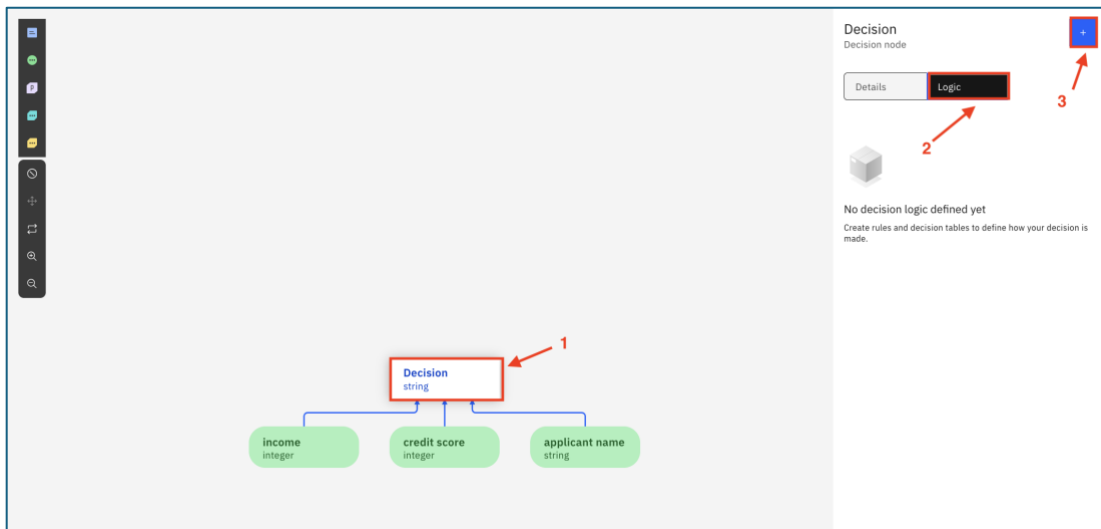 Decision
Decision node
+
Details
Logic
3
2
No decision logic defined yet
Create rules and decision tables to define how your decision is
made.
1
Decision
string
income
integer
credit score
integer
applicant name
string